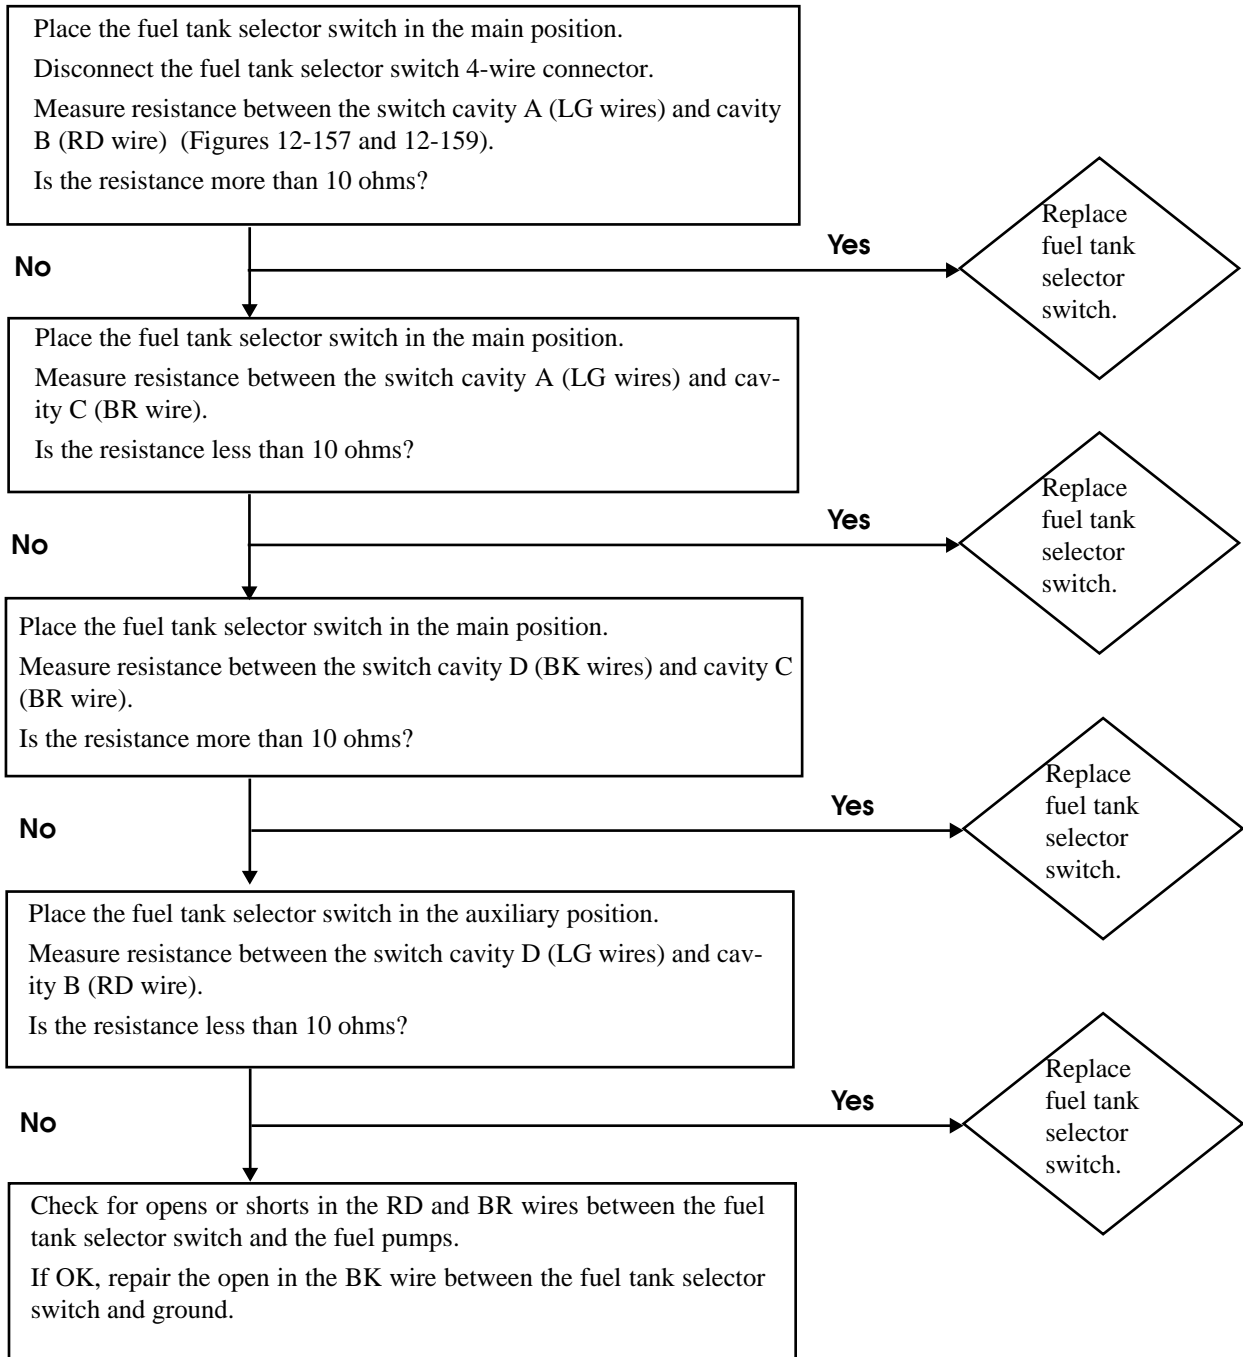 Place the fuel tank selector switch in the main position.
Disconnect the fuel tank selector switch 4-wire connector.
Measure resistance between the switch cavity A (LG wires) and cavity
B (RD wire) (Figures 12-157 and 12-159).
Is the resistance more than 10 ohms?
No
Yes
Replace
fuel tank
selector
switch.
Place the fuel tank selector switch in the main position.
Measure resistance between the switch cavity A (LG wires) and cav-
ity C (BR wire).
Is the resistance less than 10 ohms?
No
Yes
Replace
fuel tank
selector
switch.
Place the fuel tank selector switch in the main position.
Measure resistance between the switch cavity D (BK wires) and cavity C
(BR wire).
Is the resistance more than 10 ohms?
No
Yes
Replace
fuel tank
selector
switch.
Place the fuel tank selector switch in the auxiliary position.
Measure resistance between the switch cavity D (LG wires) and cav-
ity B (RD wire).
Is the resistance less than 10 ohms?
No
Yes
Replace
fuel tank
selector
switch.
Check for opens or shorts in the RD and BR wires between the fuel
tank selector switch and the fuel pumps.
If OK, repair the open in the BK wire between the fuel tank selector
switch and ground.